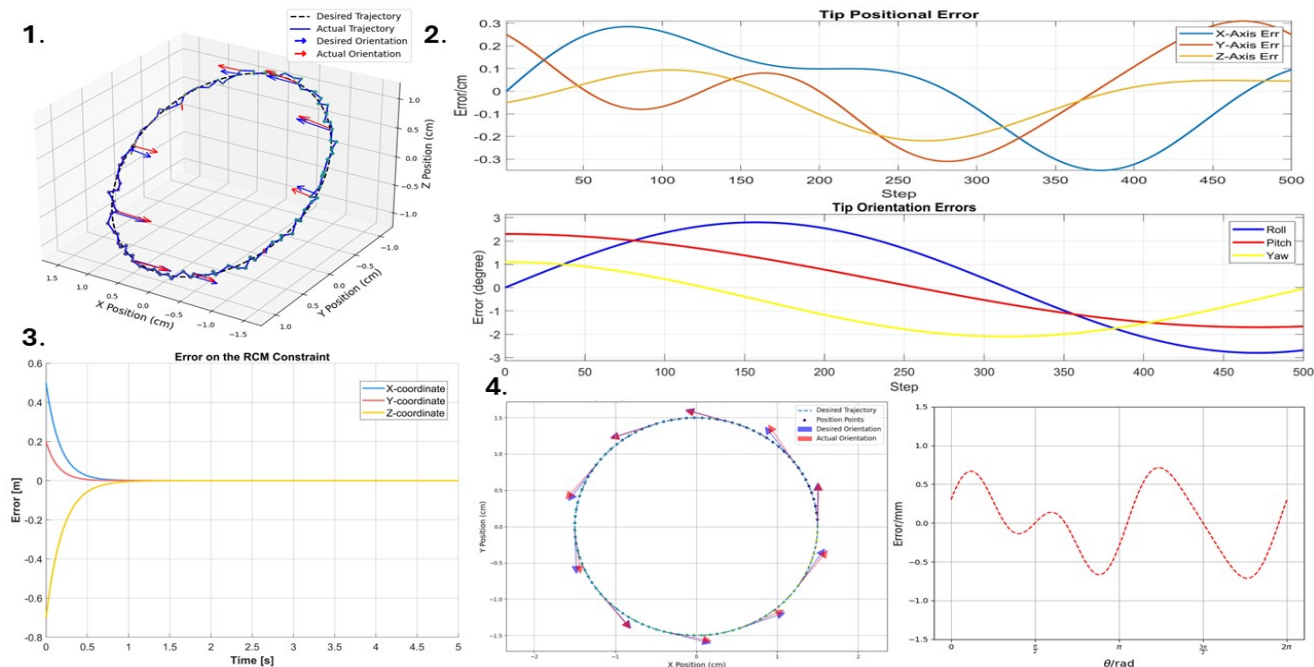 1.
Desired Trajectory
Actual Trajectory
Desired Orientation
Actual Orientation
1.0
0.5
0.0
−0.5
−1.0
Z Position (cm)
1.5
1.0
0.5
0.0
−0.5
−1.0
−1.5
X Position (cm)
−1.0
−0.5
0.0
0.5
1.0
Y Position (cm)
2.
Tip Positional Error
0.3
0.2
0.1
0
-0.1
-0.2
-0.3
Error/cm
X-Axis Err
Y-Axis Err
Z-Axis Err
50 100 150 200 250 300 350 400 450 500
Step
Tip Orientation Errors
3
2
1
0
-1
-2
-3
Error (degree)
Roll
Pitch
Yaw
0 50 100 150 200 250 300 350 400 450 500
Step
3.
Error on the RCM Constraint
0.6
0.4
0.2
0
-0.2
-0.4
-0.6
-0.8
Error [m]
X-coordinate
Y-coordinate
Z-coordinate
0 0.5 1 1.5 2 2.5 3 3.5 4 4.5 5
Time [s]
4.
1.5
1.0
0.5
0.0
−0.5
−1.0
−1.5
Y Position (cm)
Desired Trajectory
Position Points
Desired Orientation
Actual Orientation
−2 −1 0 1 2
X Position (cm)
1.5
1.0
0.5
0.0
−0.5
−1.0
−1.5
Error/mm
0 π 2π
θ/rad